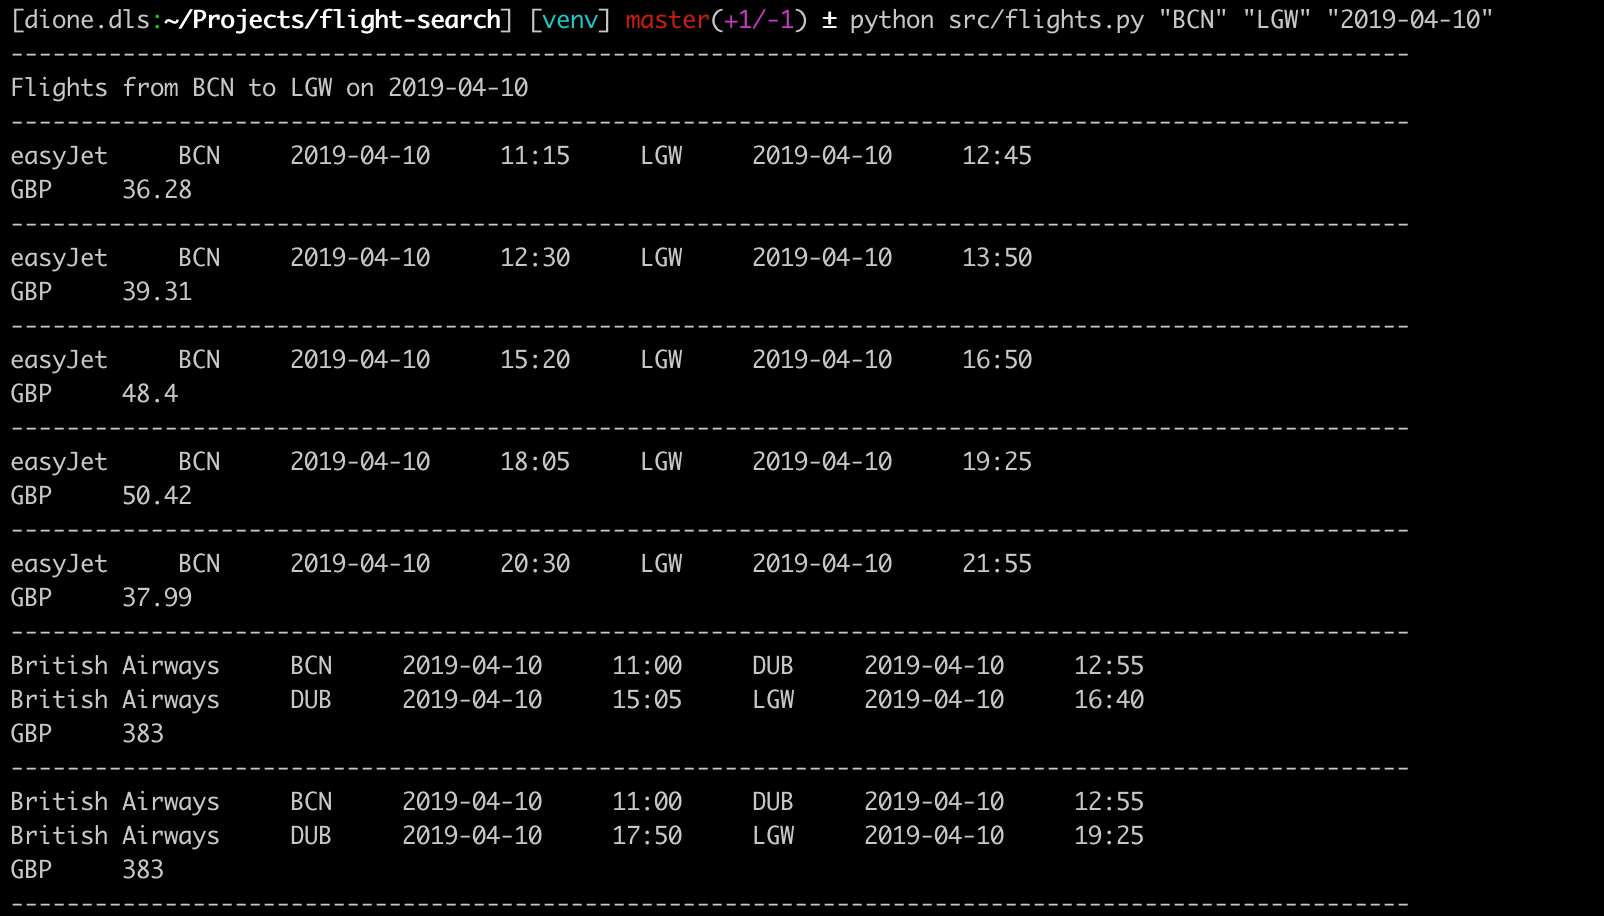 [dione.dls:~/Projects/flight-search] [venv] master(+1/-1) ± python src/flights.py "BCN" "LGW" "2019-04-10"
----------------------------------------------------------------------------------------------------
Flights from BCN to LGW on 2019-04-10
----------------------------------------------------------------------------------------------------
easyJet     BCN     2019-04-10     11:15     LGW     2019-04-10     12:45
GBP     36.28
----------------------------------------------------------------------------------------------------
easyJet     BCN     2019-04-10     12:30     LGW     2019-04-10     13:50
GBP     39.31
----------------------------------------------------------------------------------------------------
easyJet     BCN     2019-04-10     15:20     LGW     2019-04-10     16:50
GBP     48.4
----------------------------------------------------------------------------------------------------
easyJet     BCN     2019-04-10     18:05     LGW     2019-04-10     19:25
GBP     50.42
----------------------------------------------------------------------------------------------------
easyJet     BCN     2019-04-10     20:30     LGW     2019-04-10     21:55
GBP     37.99
----------------------------------------------------------------------------------------------------
British Airways     BCN     2019-04-10     11:00     DUB     2019-04-10     12:55
British Airways     DUB     2019-04-10     15:05     LGW     2019-04-10     16:40
GBP     383
----------------------------------------------------------------------------------------------------
British Airways     BCN     2019-04-10     11:00     DUB     2019-04-10     12:55
British Airways     DUB     2019-04-10     17:50     LGW     2019-04-10     19:25
GBP     383
----------------------------------------------------------------------------------------------------